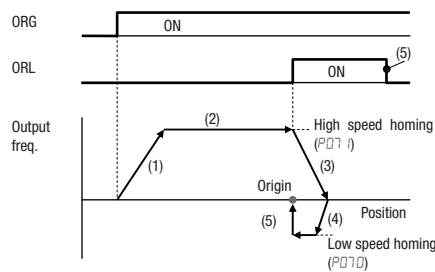 ORG
ON
(5)
ORL
ON
Output
freq.
(2)
High speed homing
(P071)
(1)
(3)
Origin
Position
(5)
(4)
Low speed homing
(P070)